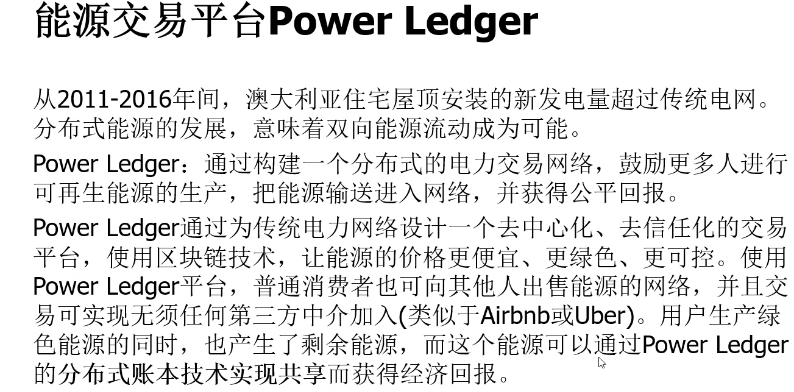 能源交易平台Power Ledger
从2011-2016年间，澳大利亚住宅屋顶安装的新发电量超过传统电网。
分布式能源的发展，意味着双向能源流动成为可能。
Power Ledger：通过构建一个分布式的电力交易网络，鼓励更多人进行
可再生能源的生产，把能源输送进入网络，并获得公平回报。
Power Ledger通过为传统电力网络设计一个去中心化、去信任化的交易
平台，使用区块链技术，让能源的价格更便宜、更绿色、更可控。使用
Power Ledger平台，普通消费者也可向其他人出售能源的网络，并且交
易可实现无须任何第三方中介加入(类似于Airbnb或Uber)。用户生产绿
色能源的同时，也产生了剩余能源，而这个能源可以通过Power Ledger
的分布式账本技术实现共享而获得经济回报。